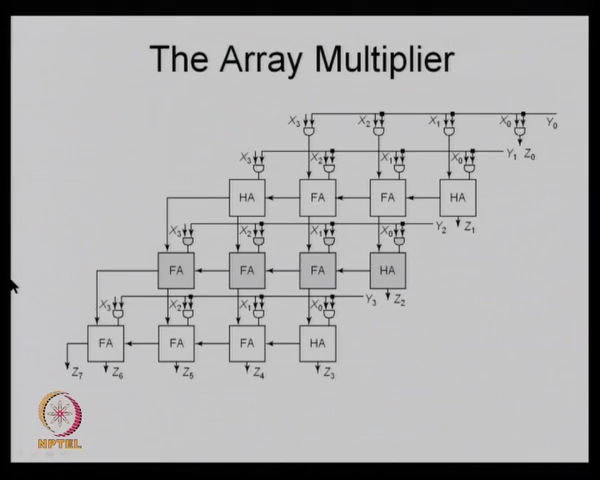 The Array Multiplier
X3 X2 X1 X0 Y0
X3 X2 X1 X0 Y1 Z0
HA FA FA HA
X3 X2 X1 X0 Y2 Z1
FA FA FA HA
X3 X2 X1 X0 Y3 Z2
FA FA FA HA
Z7 Z6 Z5 Z4 Z3
NPTEL